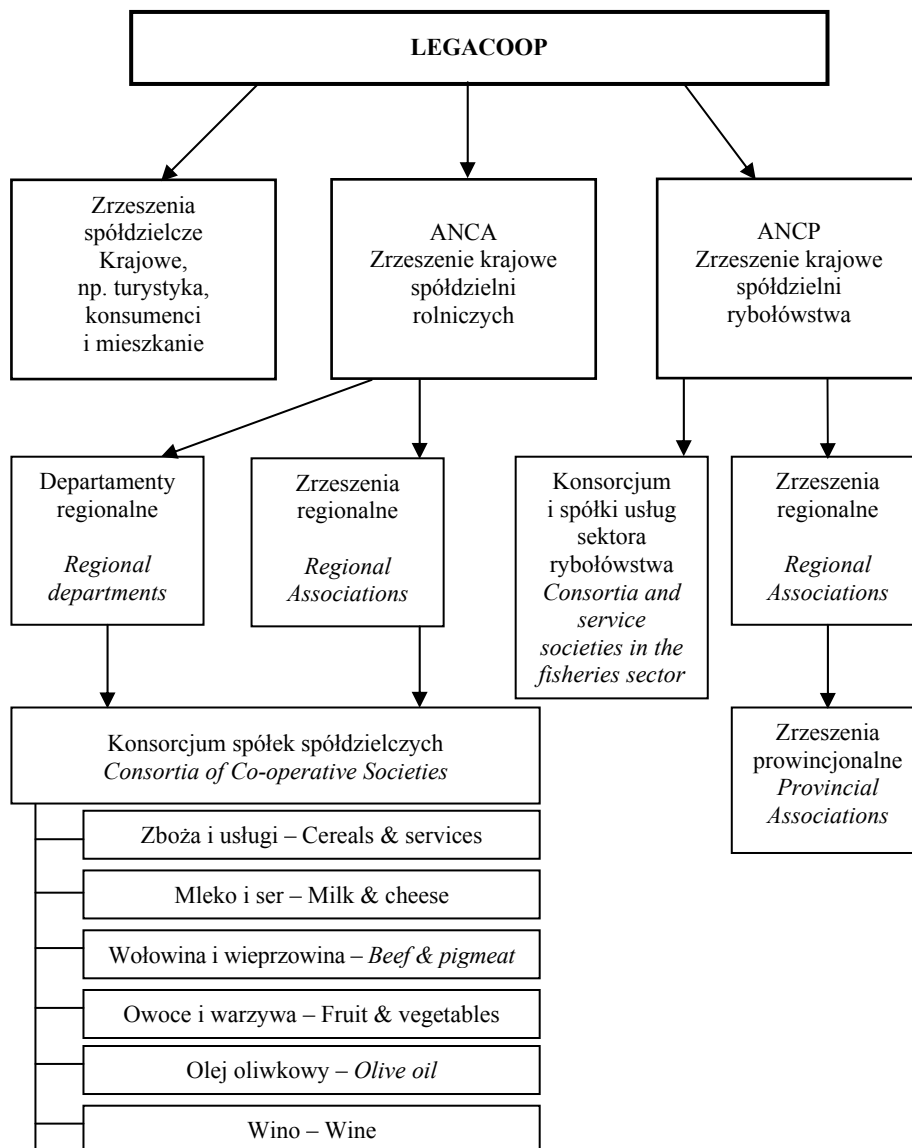 LEGACOOP
Zrzeszenia
spółdzielcze
Krajowe,
np. turystyka,
konsumenci
i mieszkanie
ANCA
Zrzeszenie krajowe
spółdzielni
rolniczych
ANCP
Zrzeszenie krajowe
spółdzielni
rybołówstwa
Departamenty
regionalne
Regional
departments
Zrzeszenia
regionalne
Regional
Associations
Konsorcjum
i spółki usług
sektora
rybołówstwa
Consortia and
service
societies in the
fisheries sector
Zrzeszenia
regionalne
Regional
Associations
Konsorcjum spółek spółdzielczych
Consortia of Co-operative Societies
Zrzeszenia
prowincjonalne
Provincial
Associations
Zboża i usługi – Cereals & services
Mleko i ser – Milk & cheese
Wołowina i wieprzowina – Beef & pigmeat
Owoce i warzywa – Fruit & vegetables
Olej oliwkowy – Olive oil
Wino – Wine